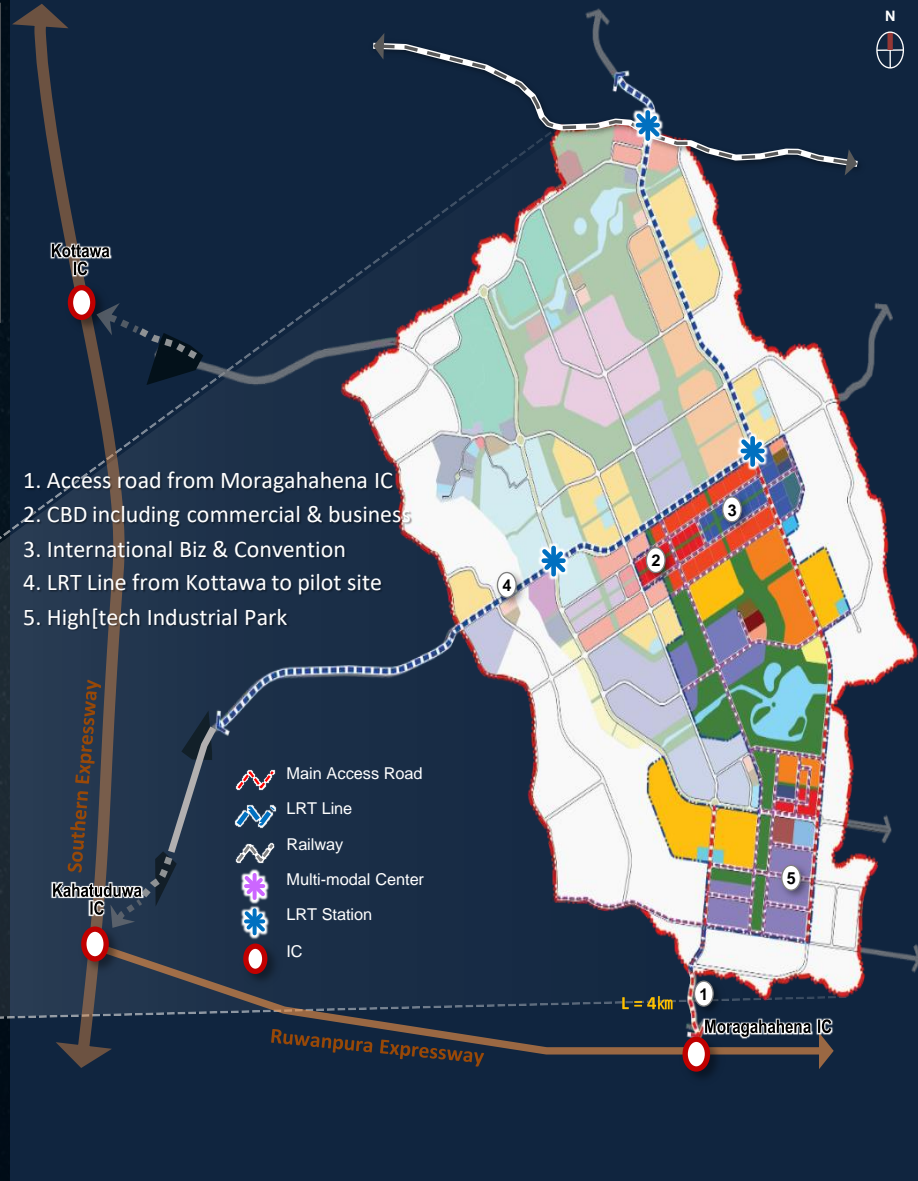 N
Kottawa
IC
1. Access road from Moragahahena IC
2. CBD including commercial & business
3. International Biz & Convention
4. LRT Line from Kottawa to pilot site
5. High[tech Industrial Park
3
2
4
Southern Expressway
Main Access Road
LRT Line
Railway
Multi-modal Center
LRT Station
IC
5
Kahatuduwa
IC
1
L = 4km
Moragahahena IC
Ruwanpura Expressway